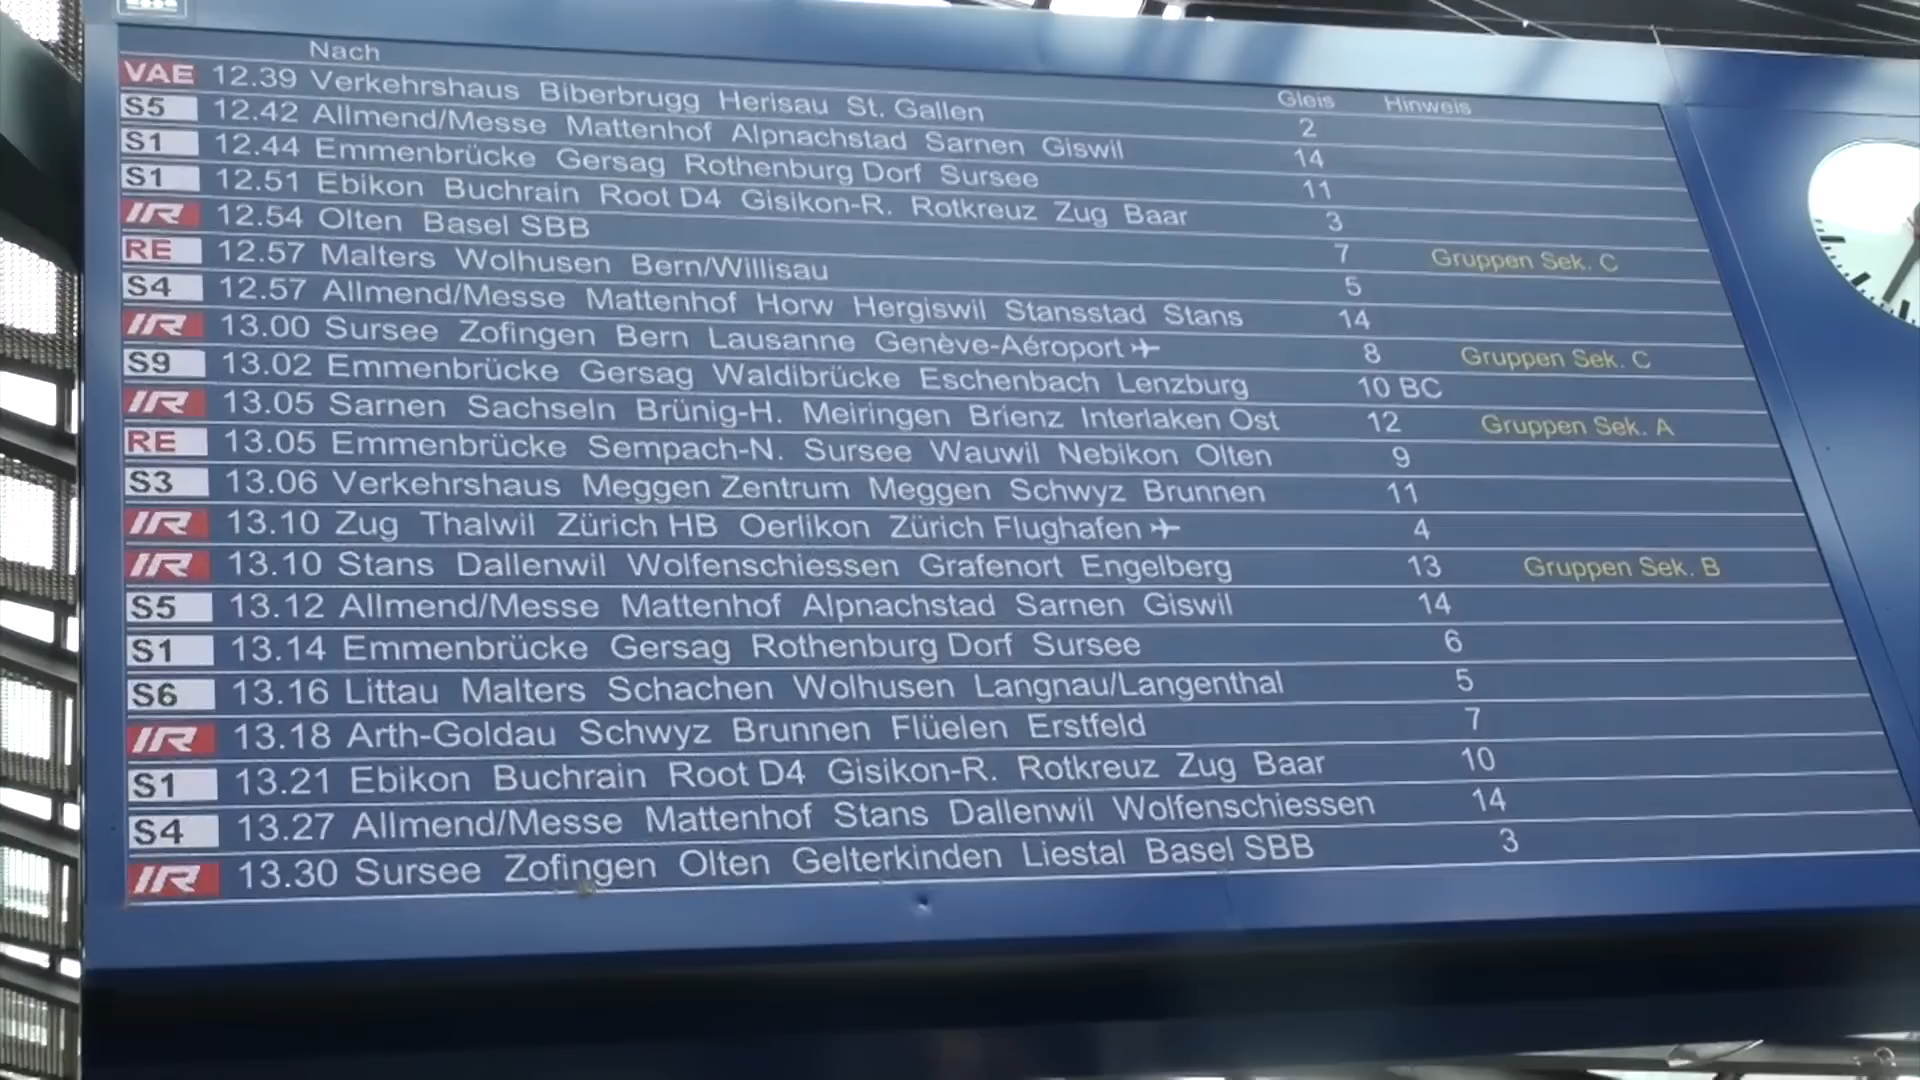 Nach Gleis Hinweis
VAE 12.39 Verkehrshaus Biberbrugg Herisau St. Gallen 2
S5 12.42 Allmend/Messe Mattenhof Alpnachstad Sarnen Giswil 14
S1 12.44 Emmenbrücke Gersag Rothenburg Dorf Sursee 11
S1 12.51 Ebikon Buchrain Root D4 Gisikon-R. Rotkreuz Zug Baar 3
IR 12.54 Olten Basel SBB 7 Gruppen Sek. C
RE 12.57 Malters Wolhusen Bern/Willisau 5
S4 12.57 Allmend/Messe Mattenhof Horw Hergiswil Stansstad Stans 14
IR 13.00 Sursee Zofingen Bern Lausanne Genève-Aéroport 8 Gruppen Sek. C
S9 13.02 Emmenbrücke Gersag Waldibrücke Eschenbach Lenzburg 10 BC
IR 13.05 Sarnen Sachseln Brünig-H. Meiringen Brienz Interlaken Ost 12 Gruppen Sek. A
RE 13.05 Emmenbrücke Sempach-N. Sursee Wauwil Nebikon Olten 9
S3 13.06 Verkehrshaus Meggen Zentrum Meggen Schwyz Brunnen 11
IR 13.10 Zug Thalwil Zürich HB Oerlikon Zürich Flughafen 4
IR 13.10 Stans Dallenwil Wolfenschiessen Grafenort Engelberg 13 Gruppen Sek. B
S5 13.12 Allmend/Messe Mattenhof Alpnachstad Sarnen Giswil 14
S1 13.14 Emmenbrücke Gersag Rothenburg Dorf Sursee 6
S6 13.16 Littau Malters Schachen Wolhusen Langnau/Langenthal 5
IR 13.18 Arth-Goldau Schwyz Brunnen Flüelen Erstfeld 7
S1 13.21 Ebikon Buchrain Root D4 Gisikon-R. Rotkreuz Zug Baar 10
S4 13.27 Allmend/Messe Mattenhof Stans Dallenwil Wolfenschiessen 14
IR 13.30 Sursee Zofingen Olten Gelterkinden Liestal Basel SBB 3